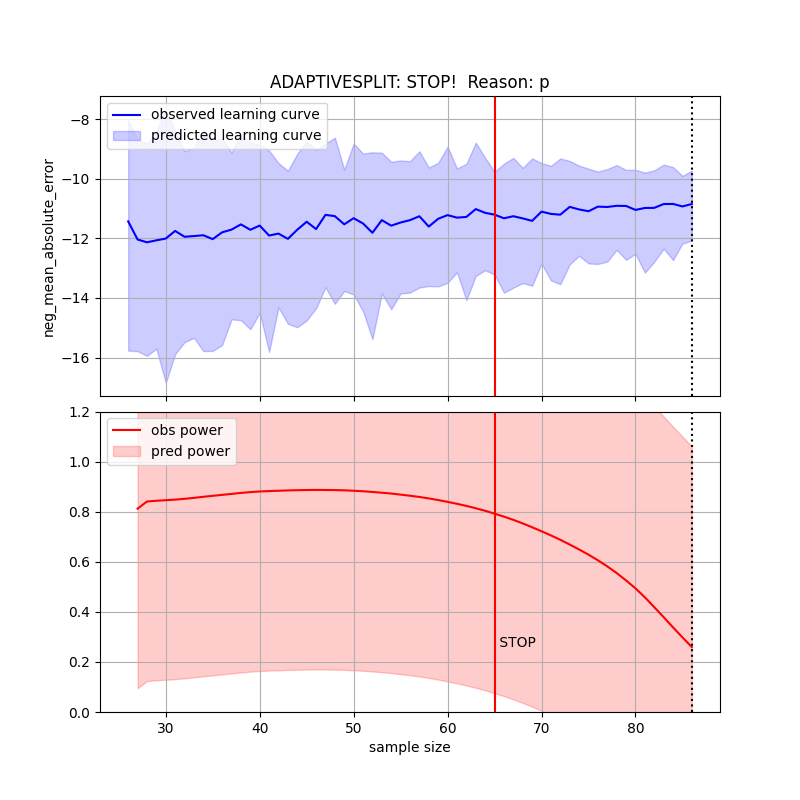 ADAPTIVESPLIT: STOP!  Reason: p
observed learning curve
predicted learning curve
neg_mean_absolute_error
−8
−10
−12
−14
−16
obs power
pred power
1.2
1.0
0.8
0.6
0.4
0.2
0.0
STOP
30 40 50 60 70 80
sample size